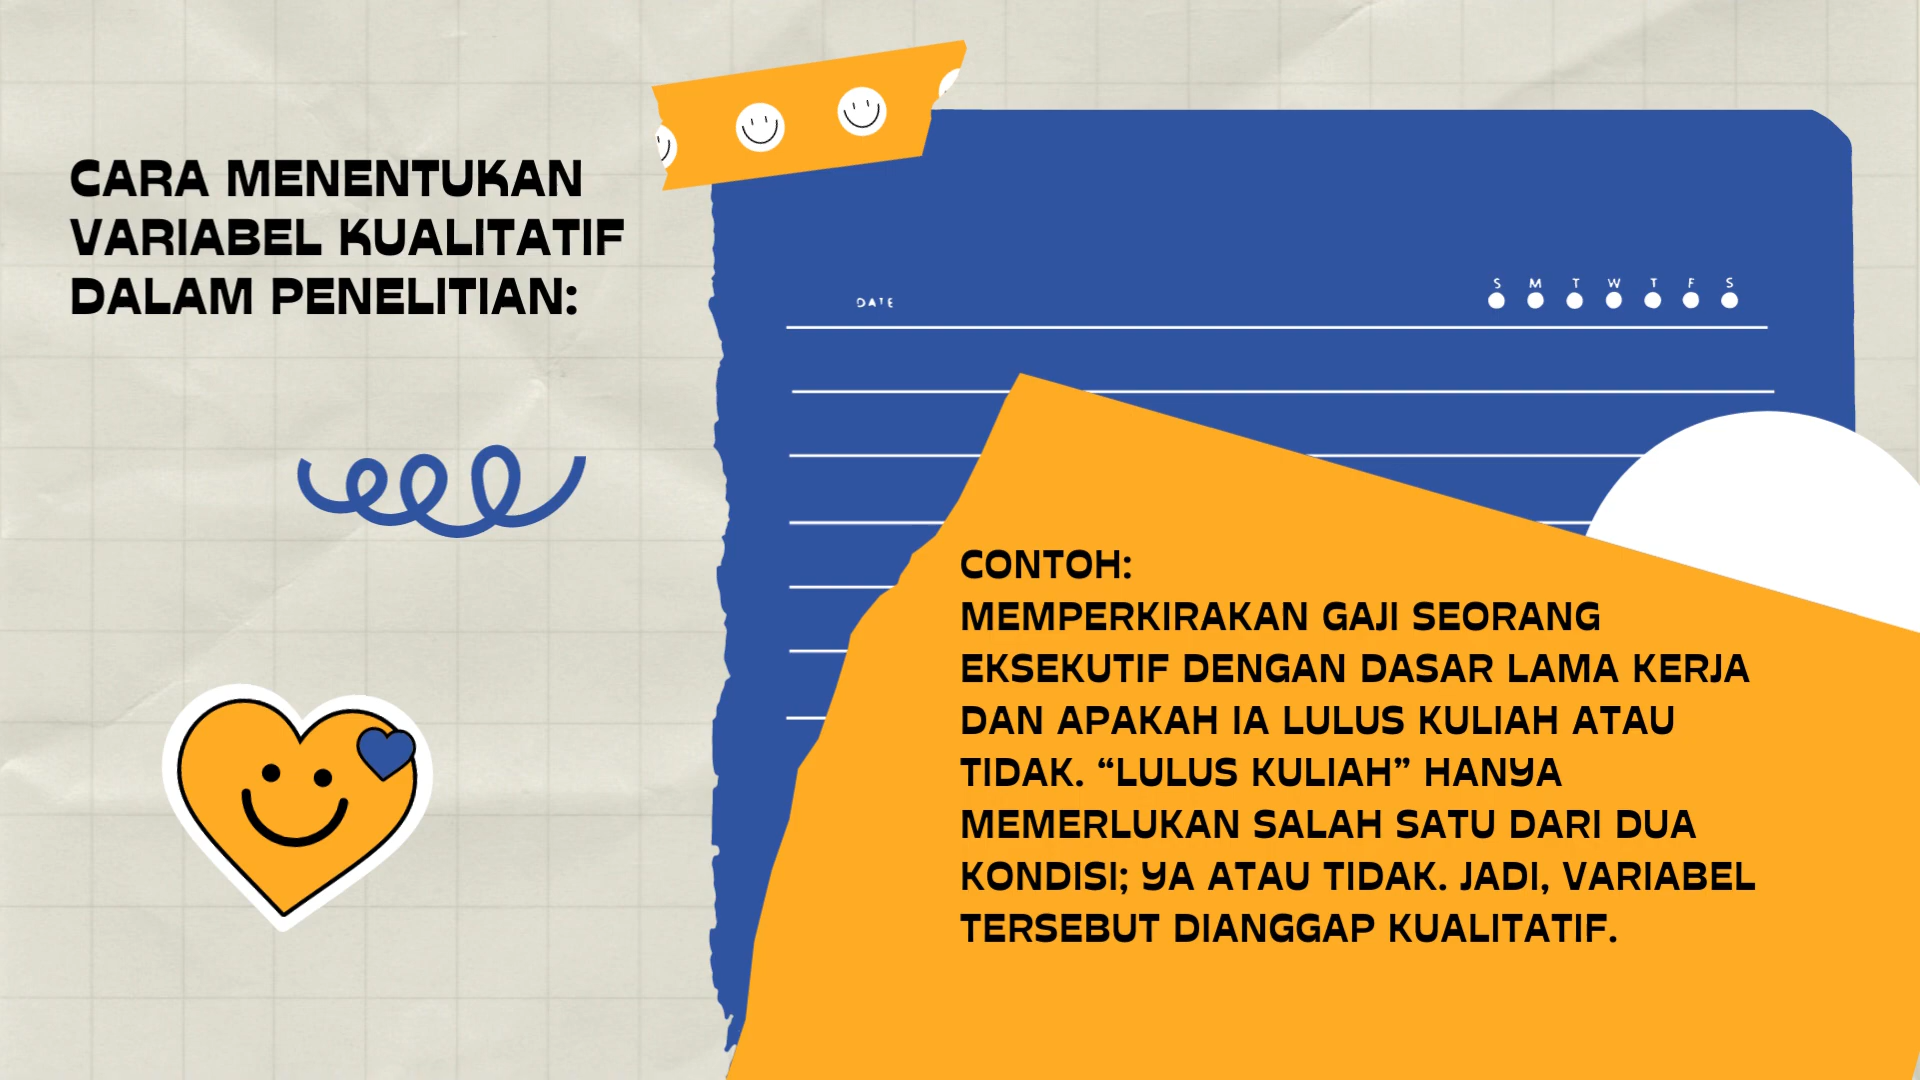 CARA MENENTUKAN
VARIABEL KUALITATIF
DALAM PENELITIAN:
DATE
S M T W T F S
CONTOH:
MEMPERKIRAKAN GAJI SEORANG
EKSEKUTIF DENGAN DASAR LAMA KERJA
DAN APAKAH IA LULUS KULIAH ATAU
TIDAK. “LULUS KULIAH” HANYA
MEMERLUKAN SALAH SATU DARI DUA
KONDISI; YA ATAU TIDAK. JADI, VARIABEL
TERSEBUT DIANGGAP KUALITATIF.